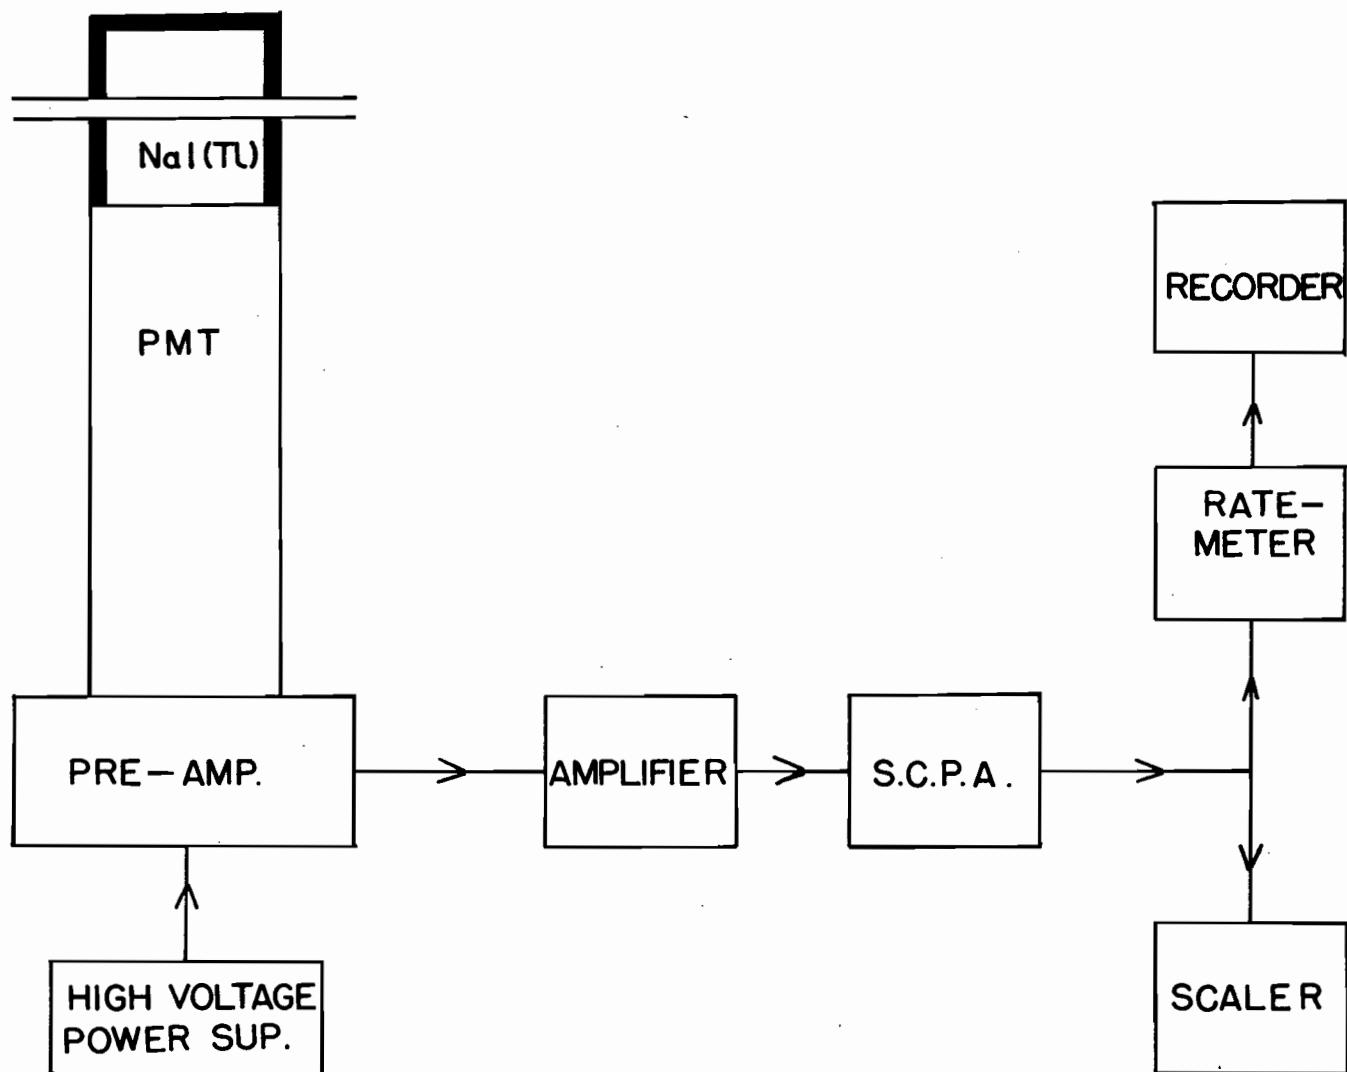 NaI(Tl)
PMT
PRE-AMP.
HIGH VOLTAGE
POWER SUP.
AMPLIFIER
S.C.P.A.
RECORDER
RATE-
METER
SCALER